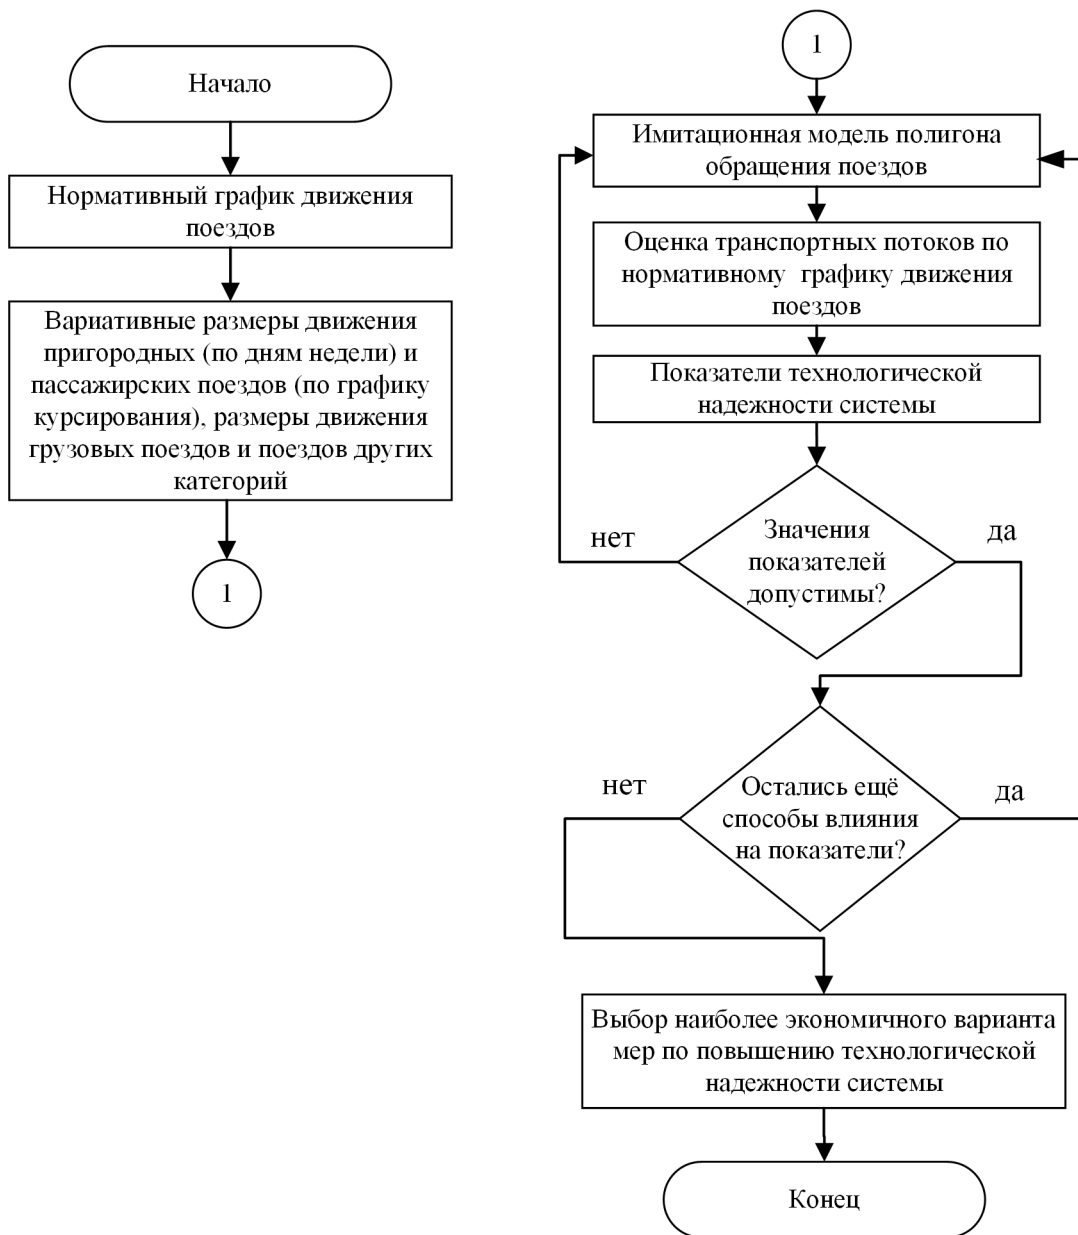 Начало
Нормативный график движения
поездов
Вариативные размеры движения
пригородных (по дням недели) и
пассажирских поездов (по графику
курсирования), размеры движения
грузовых поездов и поездов других
категорий
1
1
Имитационная модель полигона
обращения поездов
Оценка транспортных потоков по
нормативному графику движения
поездов
Показатели технологической
надежности системы
Значения
показателей
допустимы?
нет
да
Остались ещё
способы влияния
на показатели?
нет
да
Выбор наиболее экономичного варианта
мер по повышению технологической
надежности системы
Конец